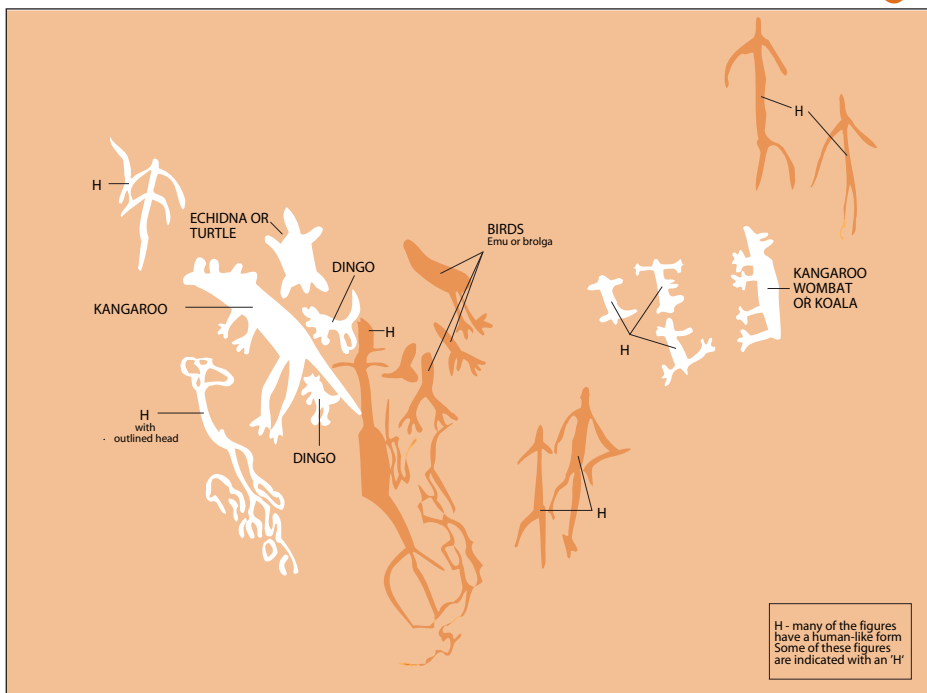 H
H
ECHIDNA OR
TURTLE
BIRDS
Emu or brolga
DINGO
KANGAROO
WOMBAT
OR KOALA
KANGAROO
H
H
H
with
outlined head
DINGO
H
H - many of the figures
have a human-like form
Some of these figures
are indicated with an 'H'